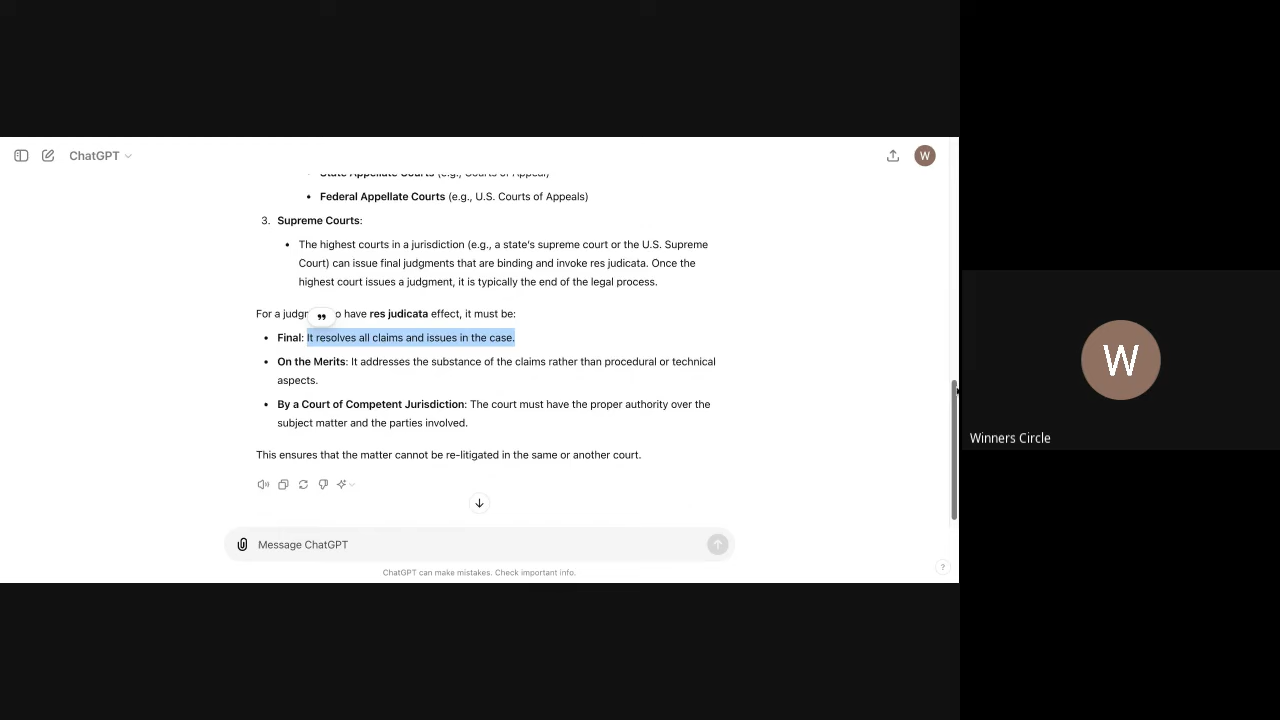 ChatGPT
W
State Appellate Courts (e.g., Courts of Appeal)
• Federal Appellate Courts (e.g., U.S. Courts of Appeals)
3. Supreme Courts:
• The highest courts in a jurisdiction (e.g., a state's supreme court or the U.S. Supreme
Court) can issue final judgments that are binding and invoke res judicata. Once the
highest court issues a judgment, it is typically the end of the legal process.
For a judgm o have res judicata effect, it must be:
• Final: It resolves all claims and issues in the case.
• On the Merits: It addresses the substance of the claims rather than procedural or technical
aspects.
• By a Court of Competent Jurisdiction: The court must have the proper authority over the
subject matter and the parties involved.
This ensures that the matter cannot be re-litigated in the same or another court.
Message ChatGPT
ChatGPT can make mistakes. Check important info.
?
W
Winners Circle